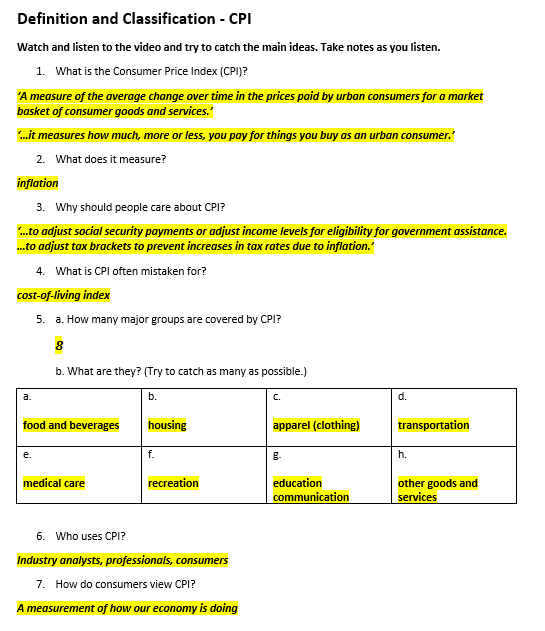 Definition and Classification - CPI
Watch and listen to the video and try to catch the main ideas. Take notes as you listen.
1. What is the Consumer Price Index (CPI)?
‘A measure of the average change over time in the prices paid by urban consumers for a market
basket of consumer goods and services.’
‘…it measures how much, more or less, you pay for things you buy as an urban consumer.’
2. What does it measure?
inflation
3. Why should people care about CPI?
‘…to adjust social security payments or adjust income levels for eligibility for government assistance.
…to adjust tax brackets to prevent increases in tax rates due to inflation.’
4. What is CPI often mistaken for?
cost-of-living index
5. a. How many major groups are covered by CPI?
8
b. What are they? (Try to catch as many as possible.)
a. b. c. d.
food and beverages housing apparel (clothing) transportation
e. f. g. h.
medical care recreation education other goods and
communication services
6. Who uses CPI?
Industry analysts, professionals, consumers
7. How do consumers view CPI?
A measurement of how our economy is doing